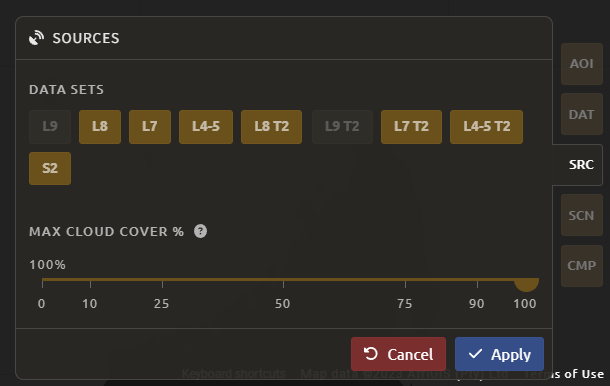 SOURCES
AOI
DATA SETS
L9 L8 L7 L4-5 L8 T2 L9 T2 L7 T2 L4-5 T2
DAT
S2
SRC
MAX CLOUD COVER % ?
SCN
100%
CMP
0 10 25 50 75 90 100
Cancel Apply
Keyboard shortcuts Map data ©2023 Terms of Use